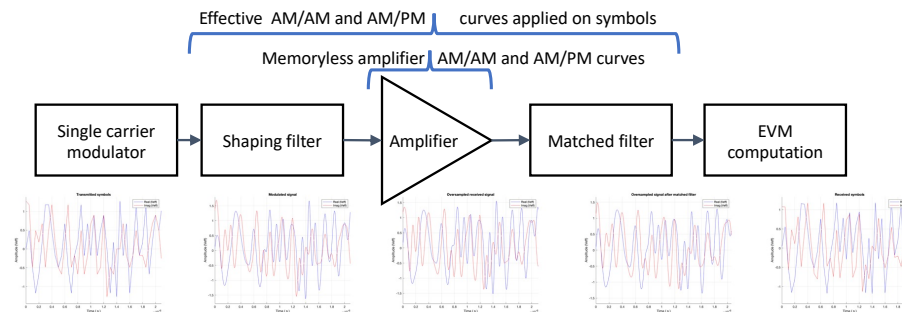 Effective AM/AM and AM/PM curves applied on symbols
Memoryless amplifier AM/AM and AM/PM curves
Single carrier
modulator
Shaping filter
Amplifier
Matched filter
EVM
computation
Transmitted symbols
Modulated signal
Oversampled received signal
Oversampled signal after matched filter
Received symbols